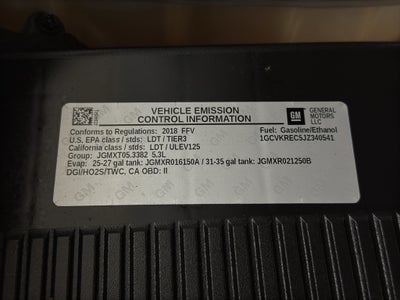 VEHICLE EMISSION
CONTROL INFORMATION
GM
GENERAL
MOTORS
LLC
Conforms to Regulations: 2018 FFV
Fuel: Gasoline/Ethanol
U.S. EPA class / stds: LDT / TIER3
1GCVKREC5JZ340541
California class / stds: LDT / ULEV125
Group: JGMXT05.3382 5.3L
Evap: 25-27 gal tank: JGMXR016150A / 31-35 gal tank: JGMXR021250B
DGI/HO2S/TWC, CA OBD: II